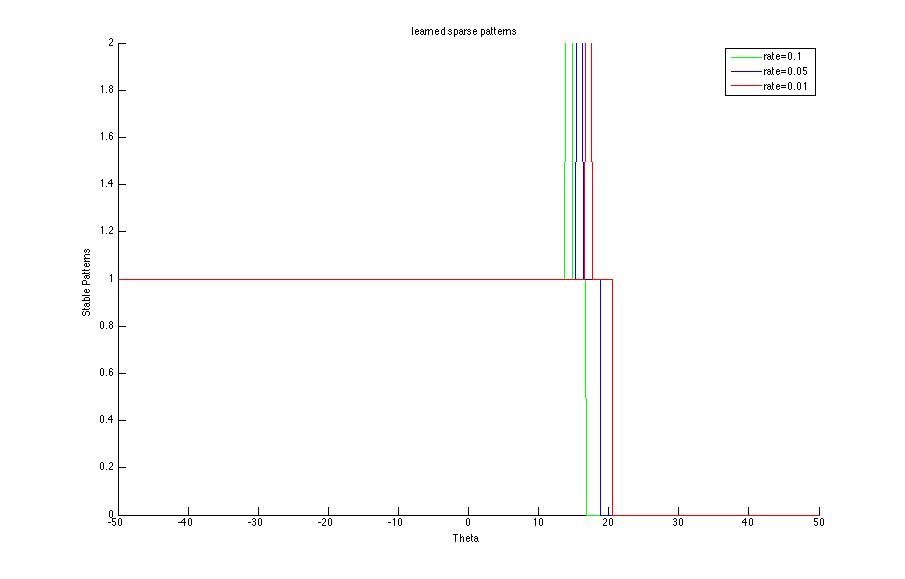 learned sparse patterns
rate=0.1
rate=0.05
rate=0.01
2
1.8
1.6
1.4
1.2
1
0.8
0.6
0.4
0.2
0
Stable Patterns
-50 -40 -30 -20 -10 0 10 20 30 40 50
Theta